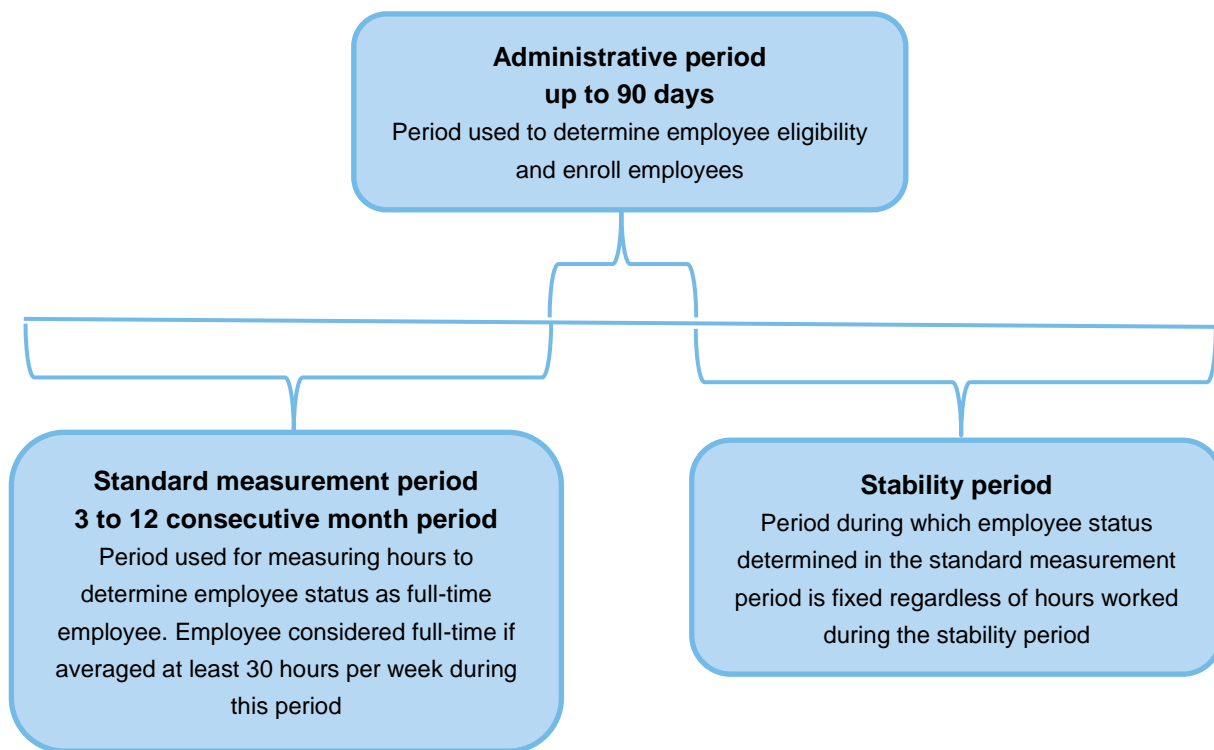 Administrative period
up to 90 days
Period used to determine employee eligibility
and enroll employees
Standard measurement period
3 to 12 consecutive month period
Period used for measuring hours to
determine employee status as full-time
employee. Employee considered full-time if
averaged at least 30 hours per week during
this period
Stability period
Period during which employee status
determined in the standard measurement
period is fixed regardless of hours worked
during the stability period